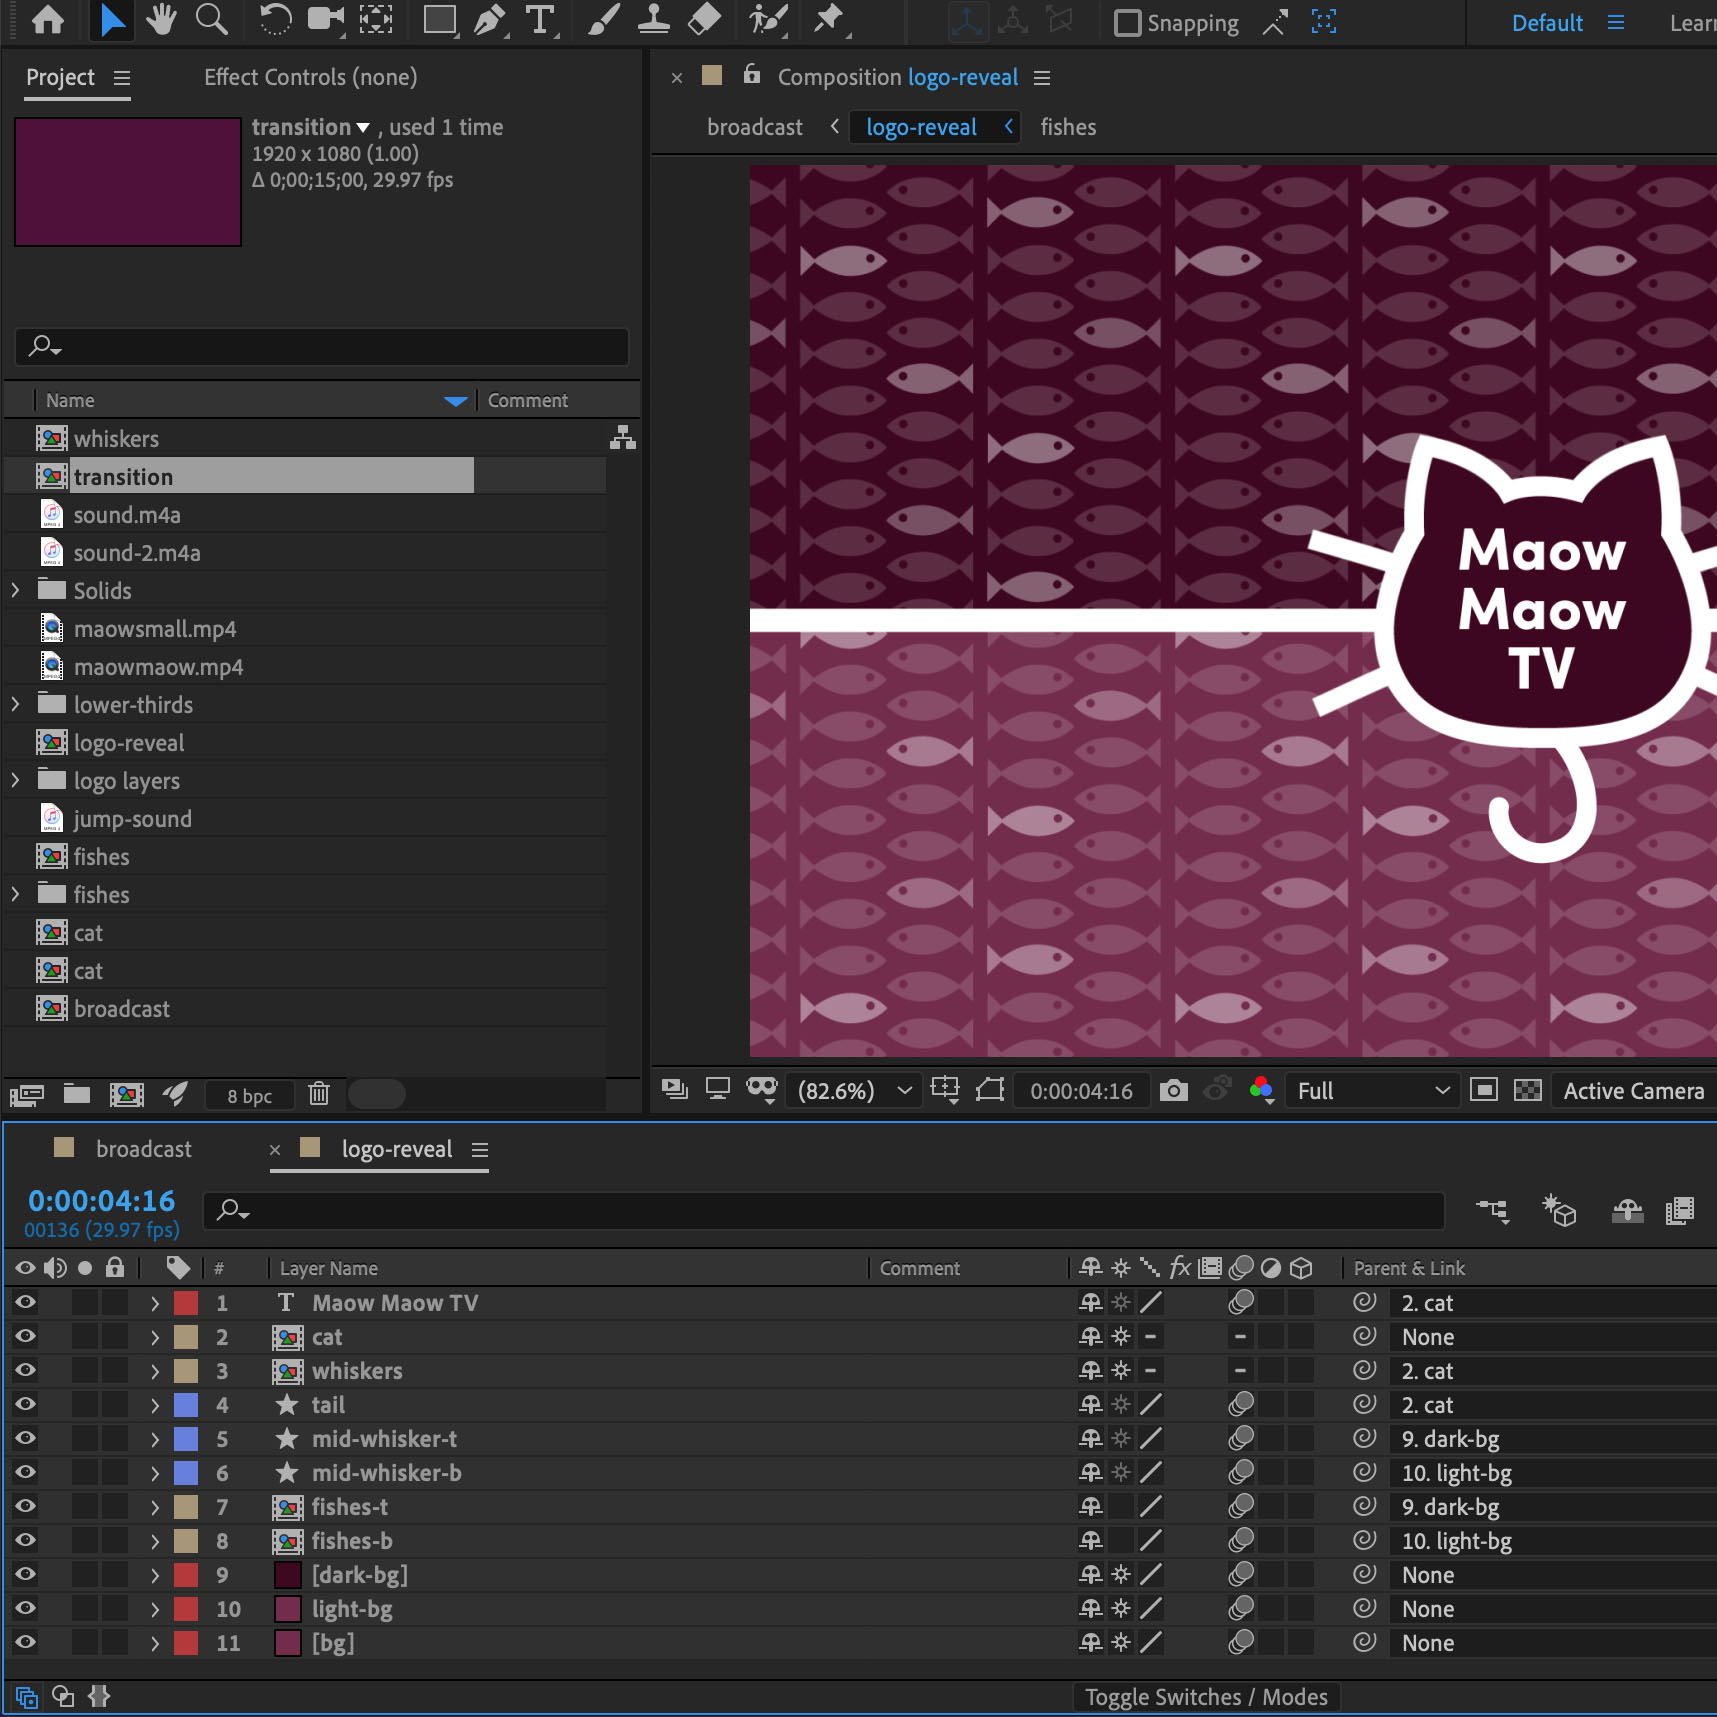 Snapping
Default
Lear
Project
Effect Controls (none)
Composition logo-reveal
transition , used 1 time
1920 x 1080 (1.00)
Δ 0;00;15;00, 29.97 fps
broadcast
logo-reveal
fishes
Name
Comment
whiskers
transition
sound.m4a
sound-2.m4a
Solids
maowsmall.mp4
maowmaow.mp4
lower-thirds
logo-reveal
logo layers
jump-sound
fishes
fishes
cat
cat
broadcast
8 bpc
Maow
Maow
TV
(82.6%)
0:00:04:16
Full
Active Camera
broadcast
logo-reveal
0:00:04:16
00136 (29.97 fps)
# Layer Name Comment fx Parent & Link
1 T Maow Maow TV 2. cat
2 cat None
3 whiskers 2. cat
4 tail 2. cat
5 mid-whisker-t 9. dark-bg
6 mid-whisker-b 10. light-bg
7 fishes-t 9. dark-bg
8 fishes-b 10. light-bg
9 [dark-bg] None
10 light-bg None
11 [bg] None
Toggle Switches / Modes